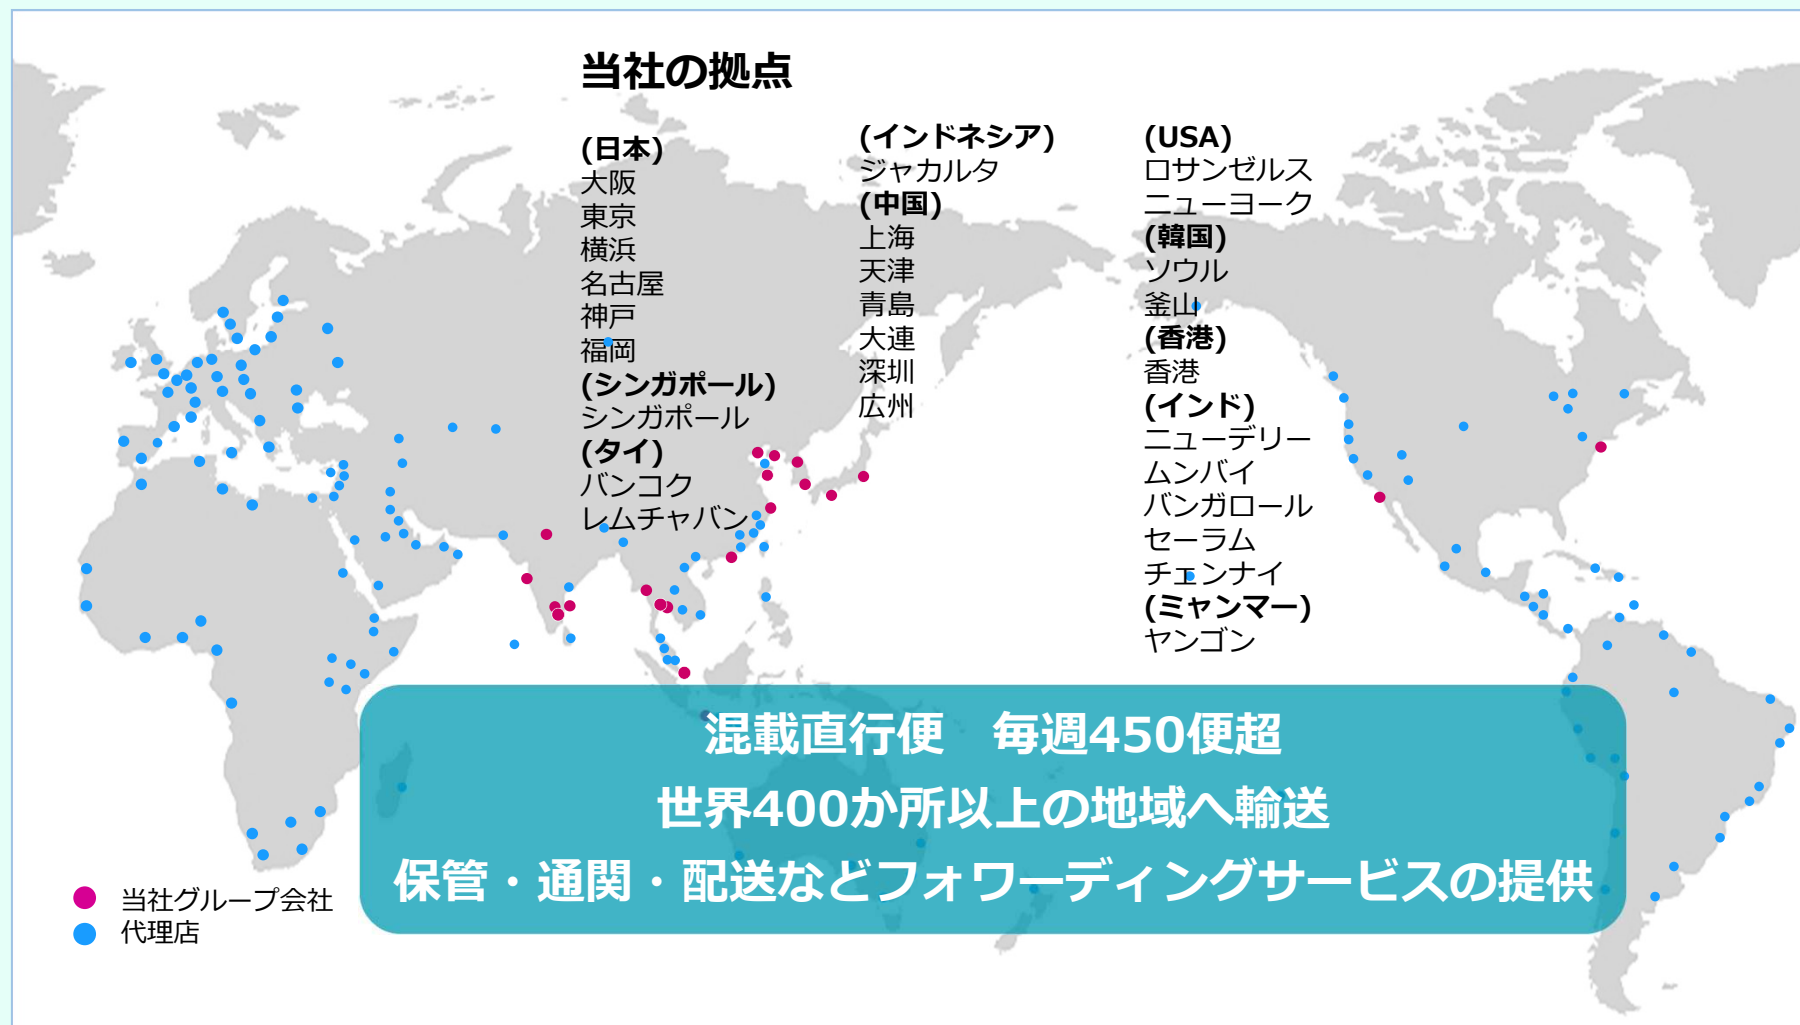 当社の拠点
(日本)
大阪
東京
横浜
名古屋
神戸
福岡
(シンガポール)
シンガポール
(タイ)
バンコク
レムチャバン
(インドネシア)
ジャカルタ
(中国)
上海
天津
青島
大連
深圳
広州
(USA)
ロサンゼルス
ニューヨーク
(韓国)
ソウル
釜山
(香港)
香港
(インド)
ニューデリー
ムンバイ
バンガロール
セーラム
チェンナイ
(ミャンマー)
ヤンゴン
混載直行便　毎週450便超
世界400か所以上の地域へ輸送
保管・通関・配送などフォワーディングサービスの提供
当社グループ会社
代理店